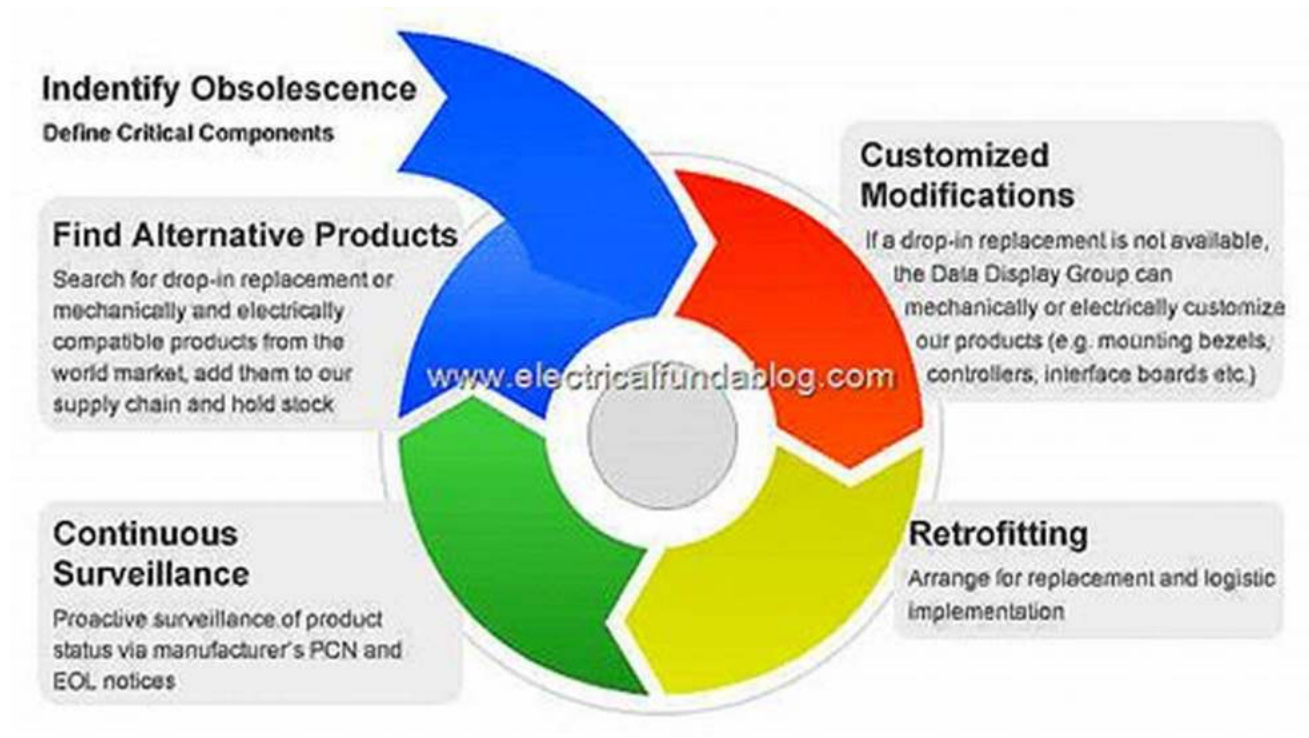 Indentify Obsolescence
Define Critical Components
Find Alternative Products
Search for drop-in replacement or
mechanically and electrically
compatible products from the
world market, add them to our
supply chain and hold stock
Continuous
Surveillance
Proactive surveillance of product
status via manufacturer's PCN and
EOL notices
Customized
Modifications
If a drop-in replacement is not available,
the Data Display Group can
mechanically or electrically customize
our products (e.g. mounting bezels,
controllers, interface boards etc.)
Retrofitting
Arrange for replacement and logistic
implementation
www.electricalfundablog.com